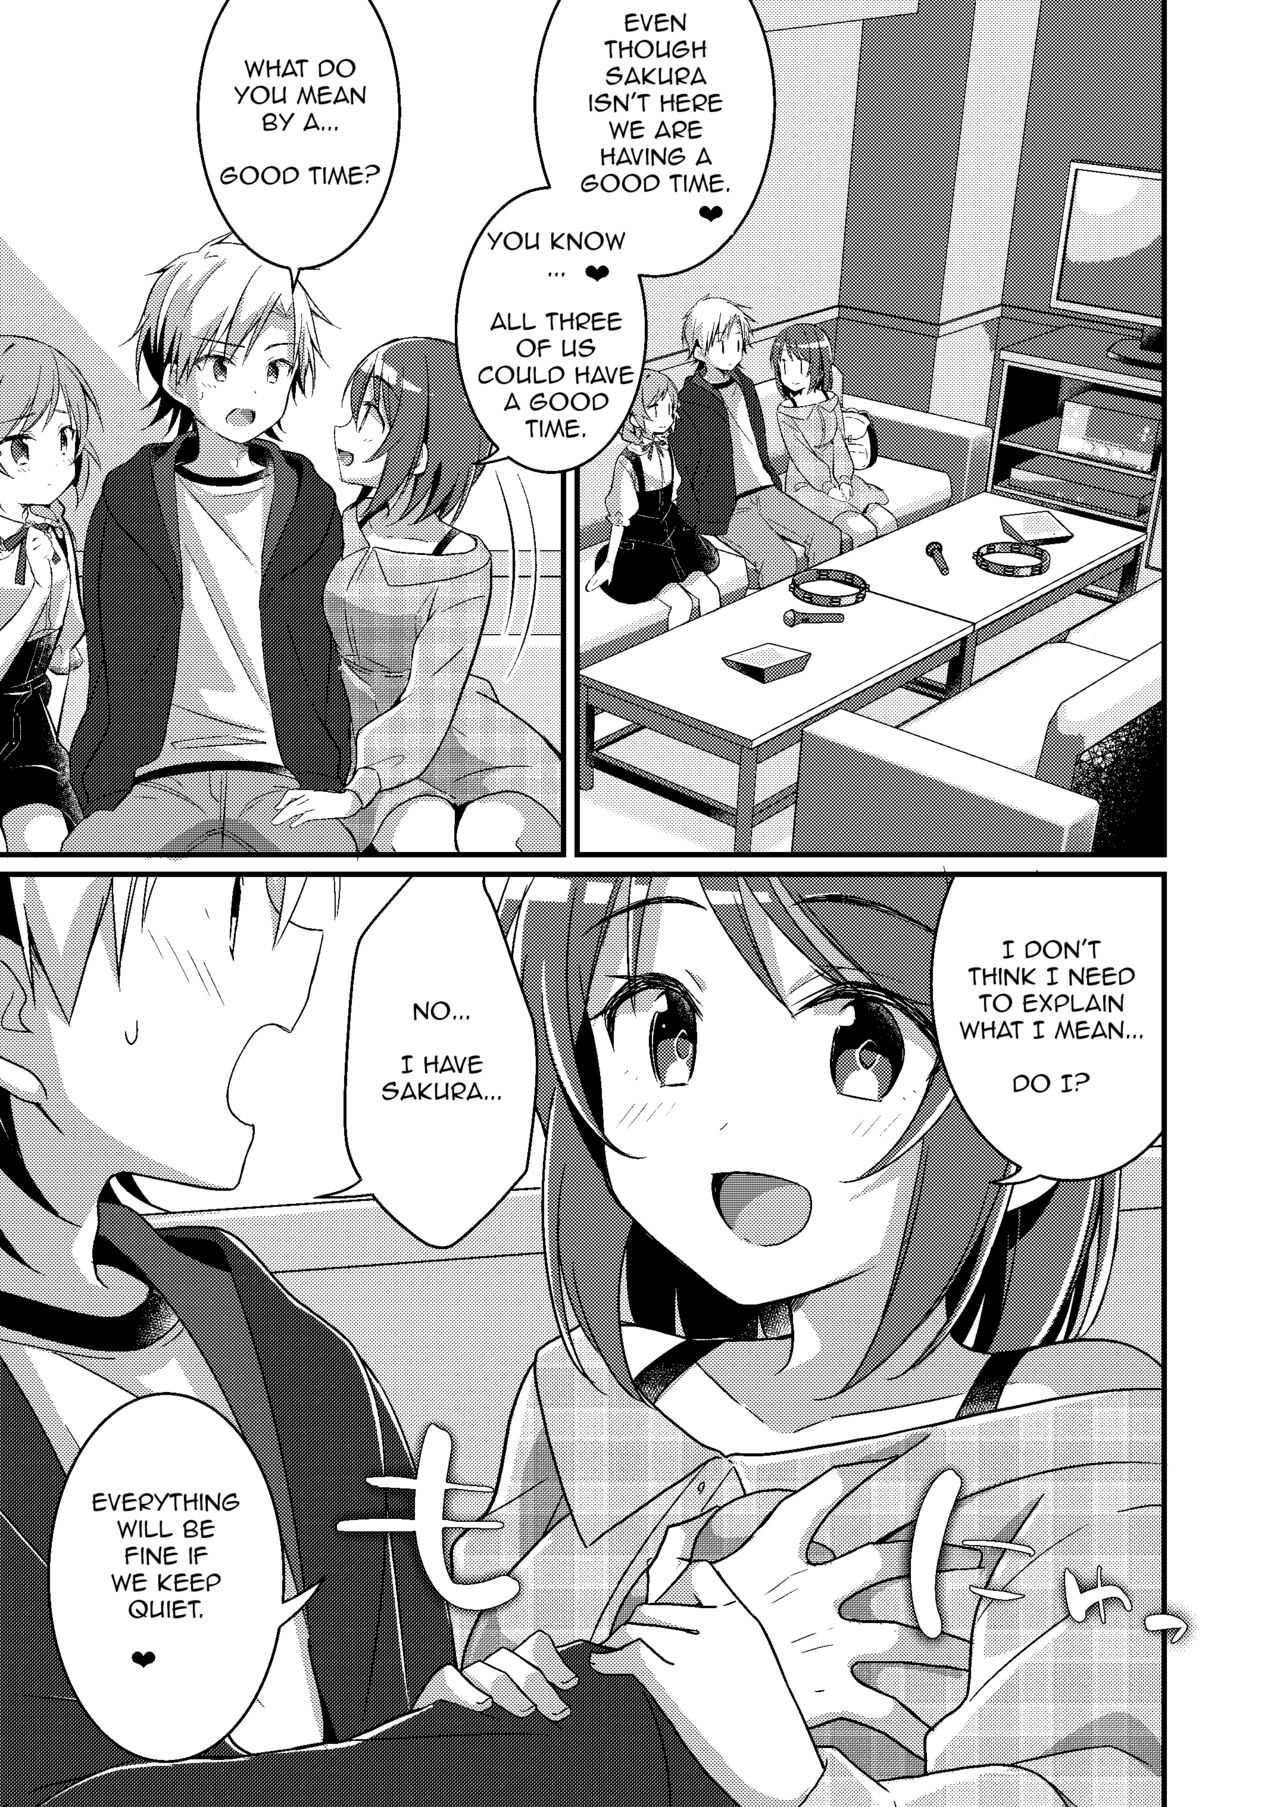 EVEN
THOUGH
SAKURA
ISN'T HERE
WE ARE
HAVING A
GOOD TIME.
❤
YOU KNOW
... ❤
ALL THREE
OF US
COULD HAVE
A GOOD
TIME.
WHAT DO
YOU MEAN
BY A...
GOOD TIME?
I DON'T
THINK I NEED
TO EXPLAIN
WHAT I MEAN...
DO I?
NO...
I HAVE
SAKURA...
EVERYTHING
WILL BE
FINE IF
WE KEEP
QUIET.
❤